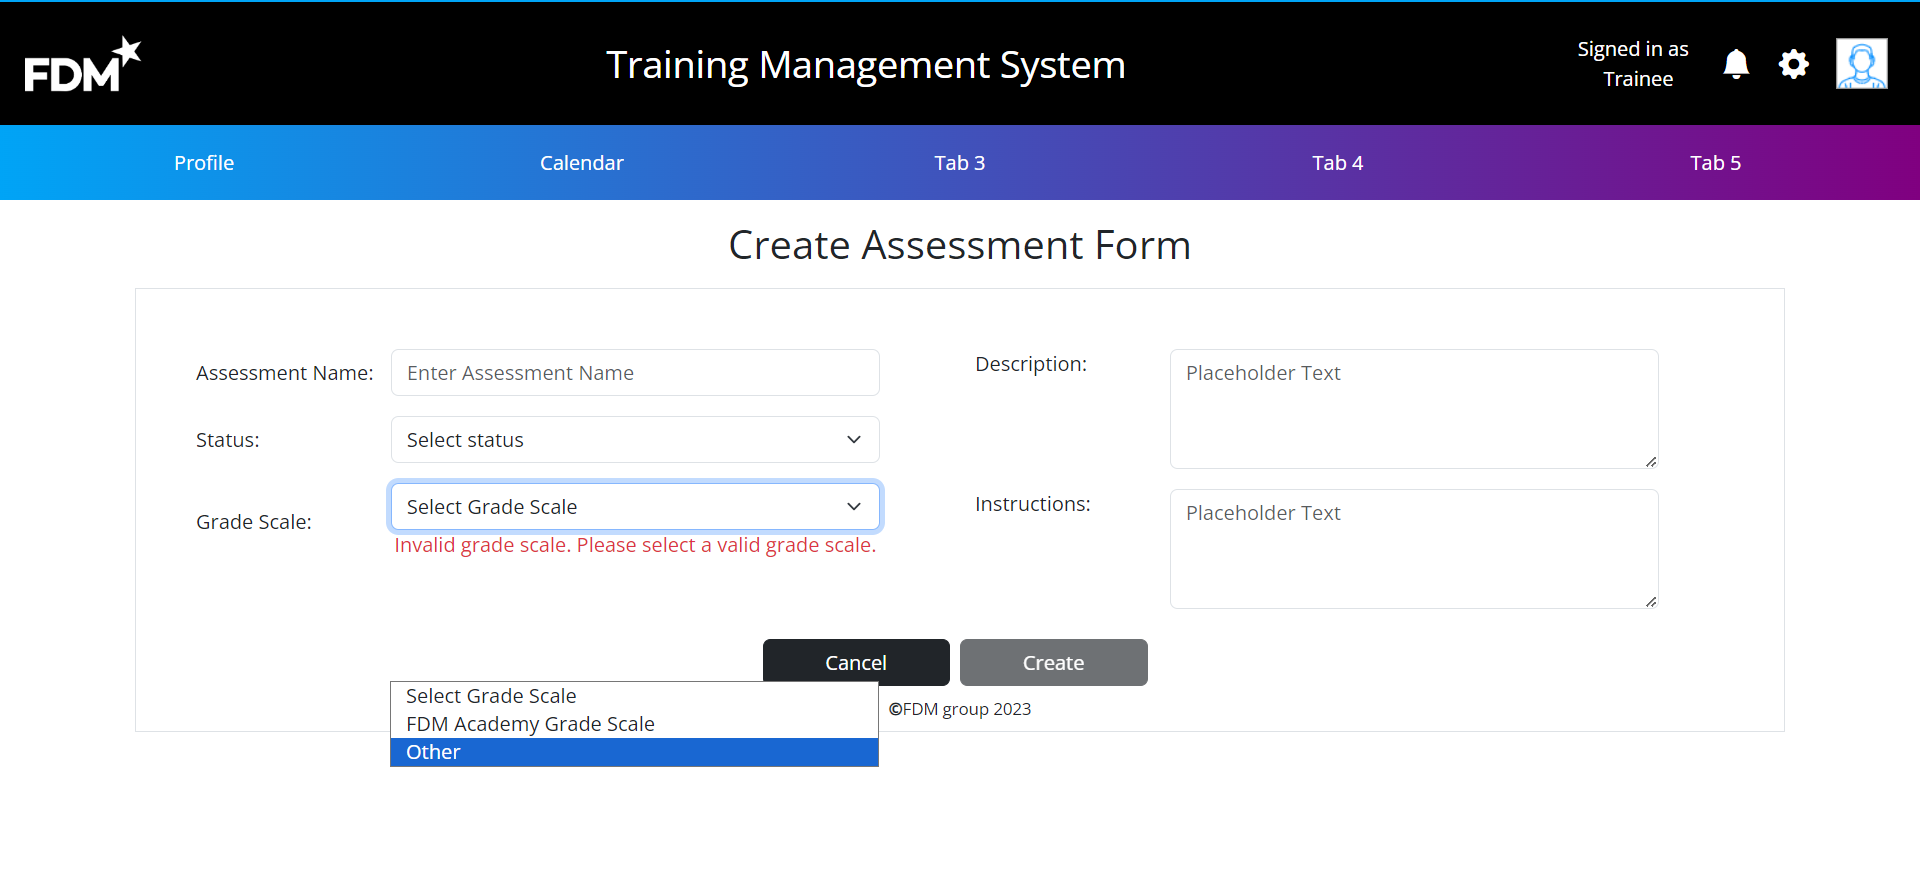 FDM
Training Management System
Signed in as
Trainee
Profile
Calendar
Tab 3
Tab 4
Tab 5
Create Assessment Form
Assessment Name:
Enter Assessment Name
Status:
Select status
Grade Scale:
Select Grade Scale
Invalid grade scale. Please select a valid grade scale.
Description:
Placeholder Text
Instructions:
Placeholder Text
Cancel
Create
Select Grade Scale
FDM Academy Grade Scale
Other
©FDM group 2023